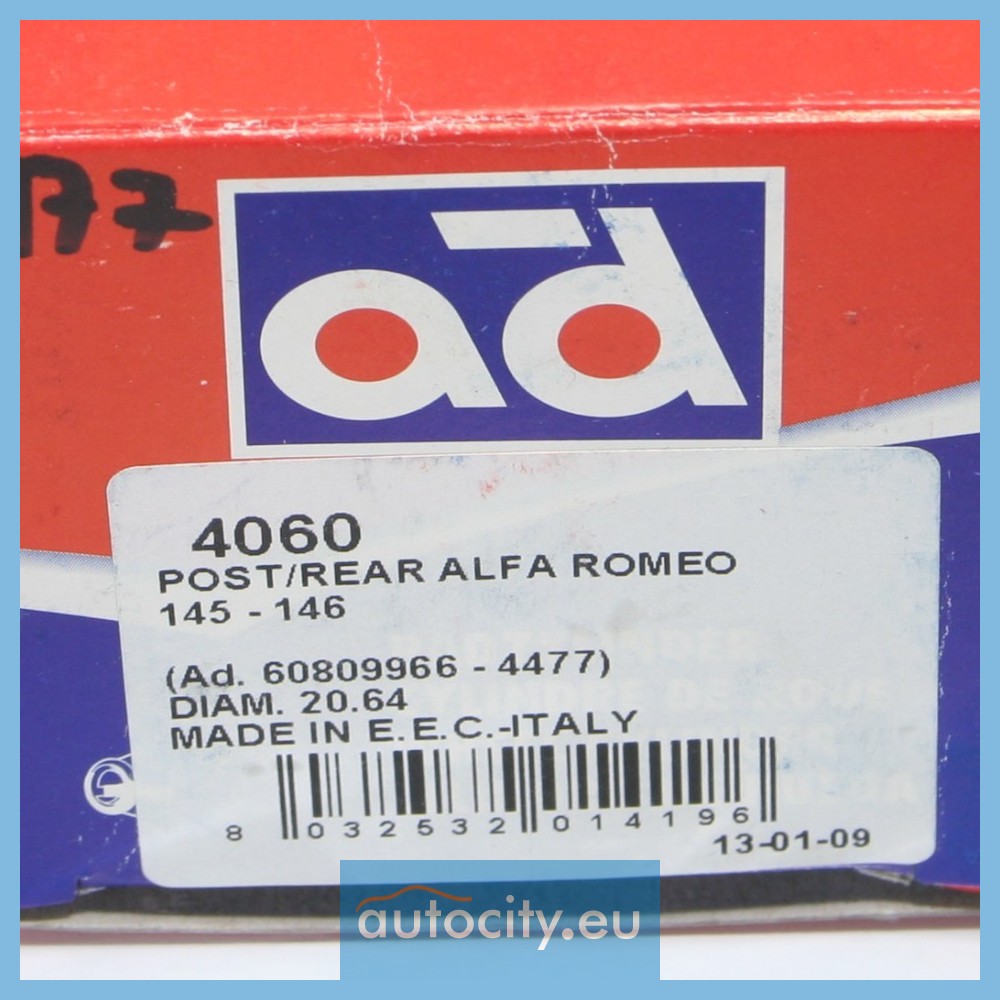 177
ad
4060
POST/REAR ALFA ROMEO
145 - 146
(Ad. 60809966 - 4477)
DIAM. 20.64
MADE IN E.E.C.-ITALY
8 032532 014196
13-01-09
autocity.eu